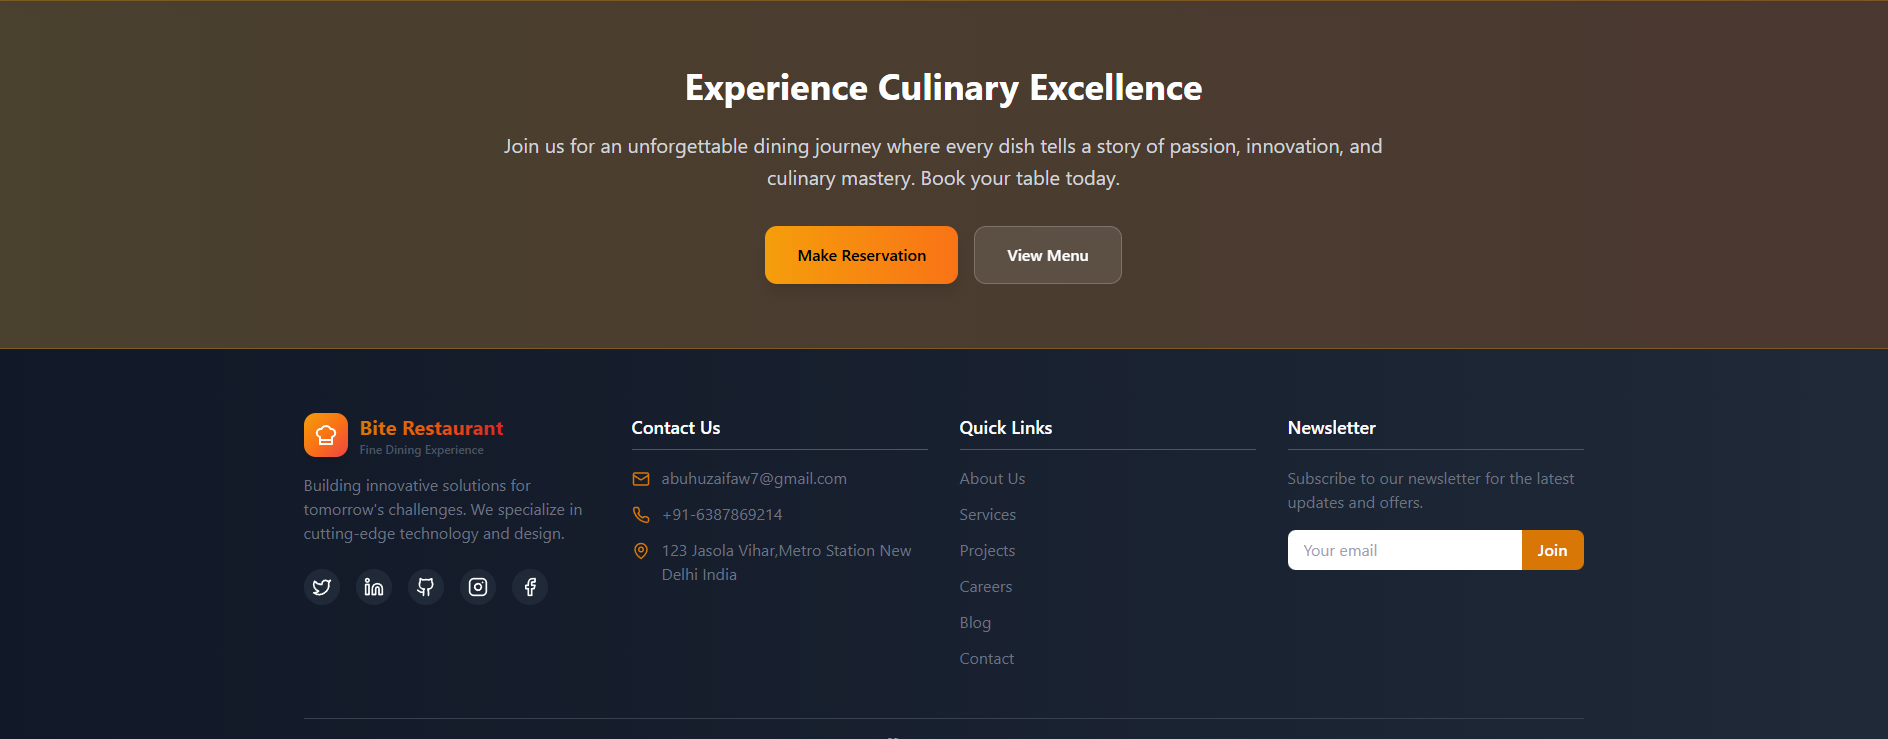 Experience Culinary Excellence
Join us for an unforgettable dining journey where every dish tells a story of passion, innovation, and
culinary mastery. Book your table today.
Make Reservation
View Menu
Bite Restaurant
Fine Dining Experience
Building innovative solutions for
tomorrow's challenges. We specialize in
cutting-edge technology and design.
Contact Us
abuhuzaifaw7@gmail.com
+91-6387869214
123 Jasola Vihar,Metro Station New
Delhi India
Quick Links
About Us
Services
Projects
Careers
Blog
Contact
Newsletter
Subscribe to our newsletter for the latest
updates and offers.
Your email
Join